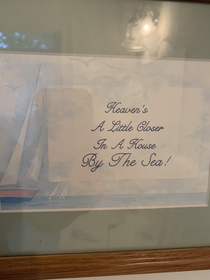 Heaven's
A Little Closer
In A House
By The Sea!